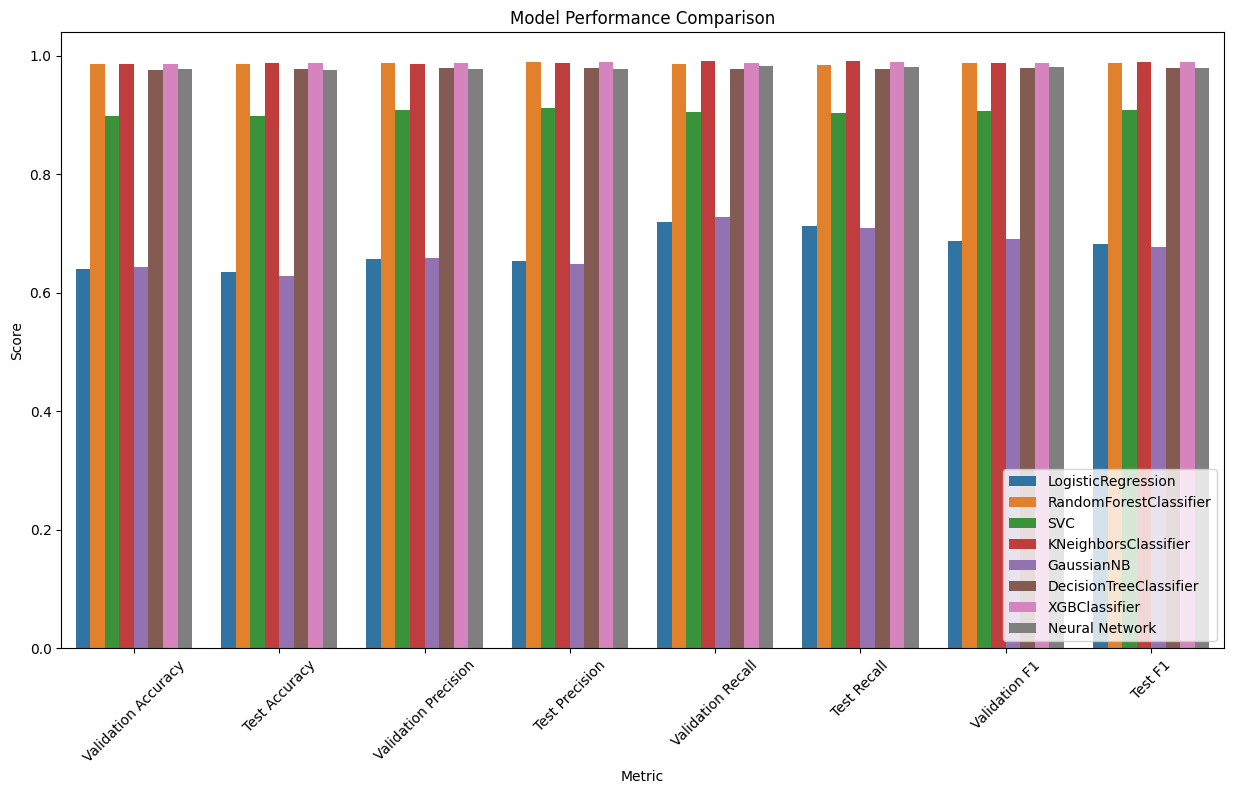 Model Performance Comparison
1.0
0.8
0.6
0.4
0.2
0.0
Score
LogisticRegression
RandomForestClassifier
SVC
KNeighborsClassifier
GaussianNB
DecisionTreeClassifier
XGBClassifier
Neural Network
Validation Accuracy
Test Accuracy
Validation Precision
Test Precision
Validation Recall
Test Recall
Validation F1
Test F1
Metric